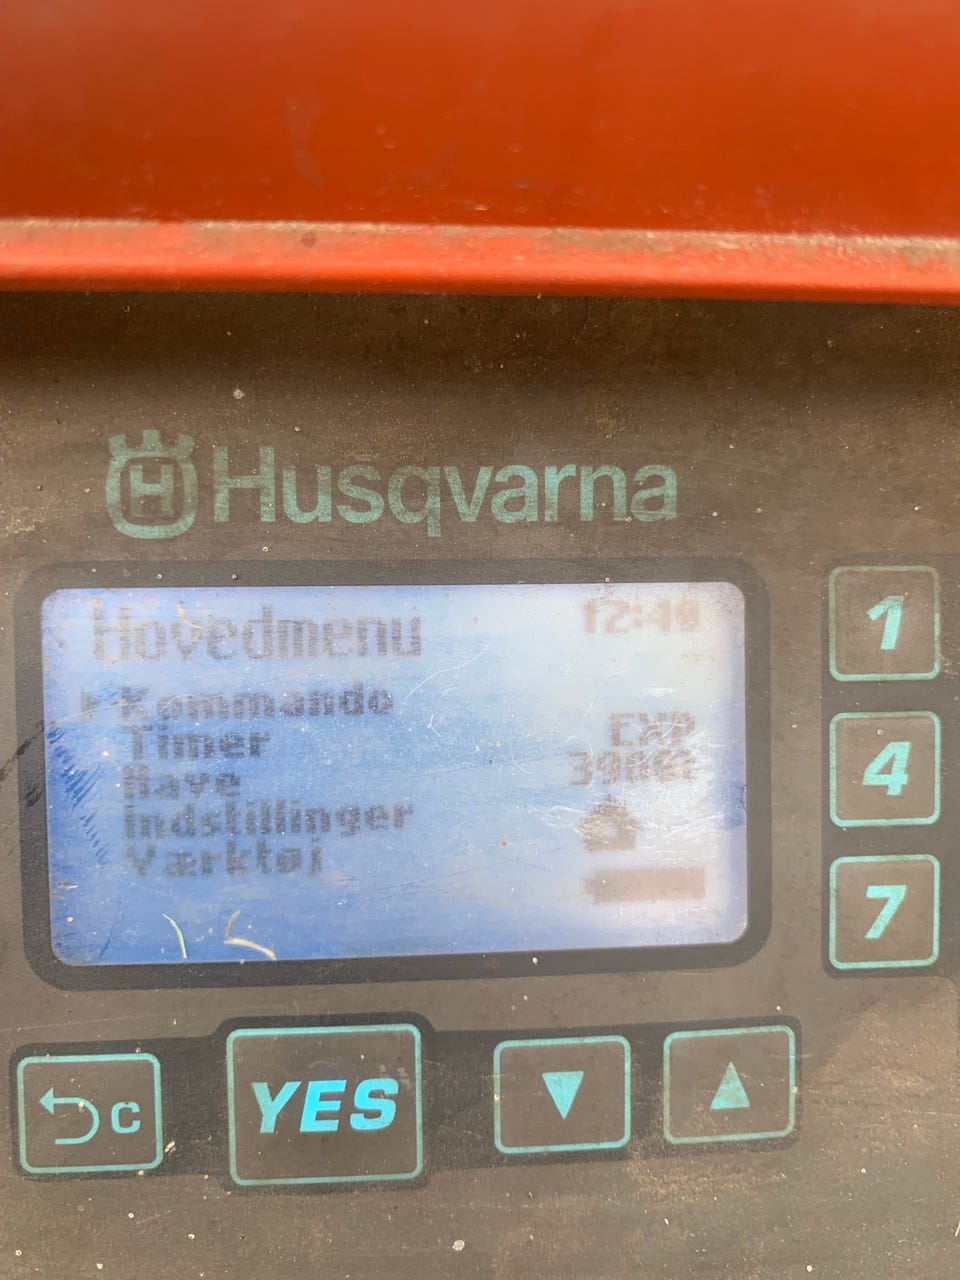 H Husqvarna
Hovedmenu 12:40
Kommando
Timer EXP
Have
Indstillinger
Værktøj
1
4
7
C YES